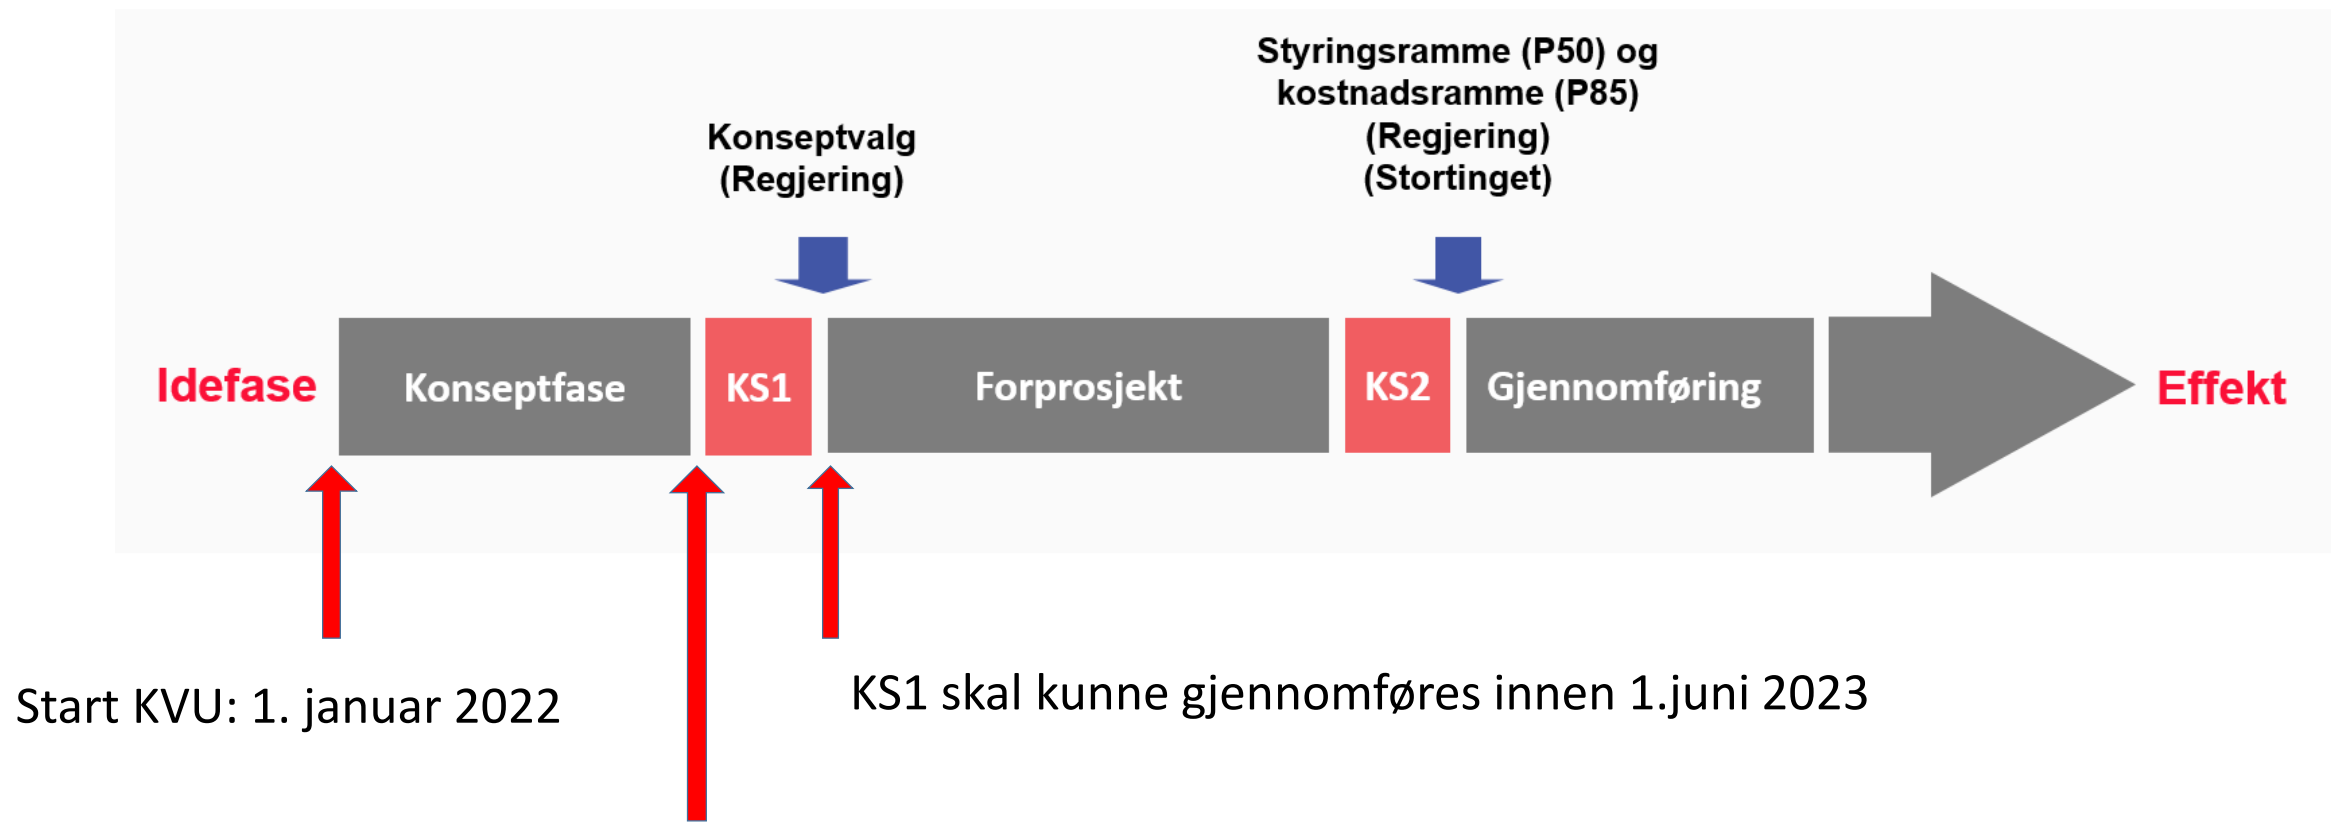 Styringsramme (P50) og
kostnadsramme (P85)
(Regjering)
(Stortinget)
Konseptvalg
(Regjering)
Idefase
Konseptfase
KS1
Forprosjekt
KS2
Gjennomføring
Effekt
Start KVU: 1. januar 2022
KS1 skal kunne gjennomføres innen 1.juni 2023